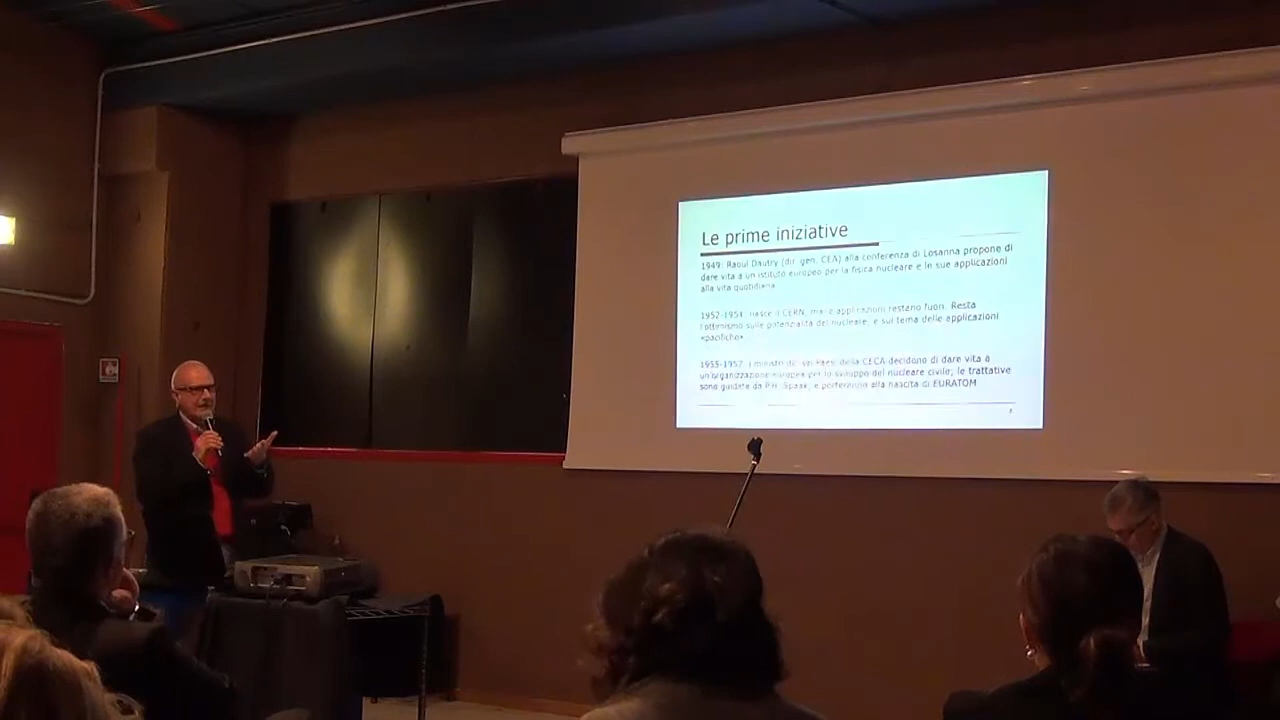 Le prime iniziative
1949: Raoul Dautry (dir. gen. CEA) alla conferenza di Losanna propone di
dare vita a un istituto europeo per la fisica nucleare e le sue applicazioni
alla vita quotidiana
1952-1954: nasce il CERN, ma le applicazioni restano fuori. Resta
l'ottimismo sulle potenzialità del nucleare, e sul tema delle applicazioni
«pacifiche»
1955-1957: i ministri dei sei Paesi della CECA decidono di dare vita a
un'organizzazione europea per lo sviluppo del nucleare civile; le trattative
sono guidate da P.H. Spaak, e porteranno alla nascita di EURATOM